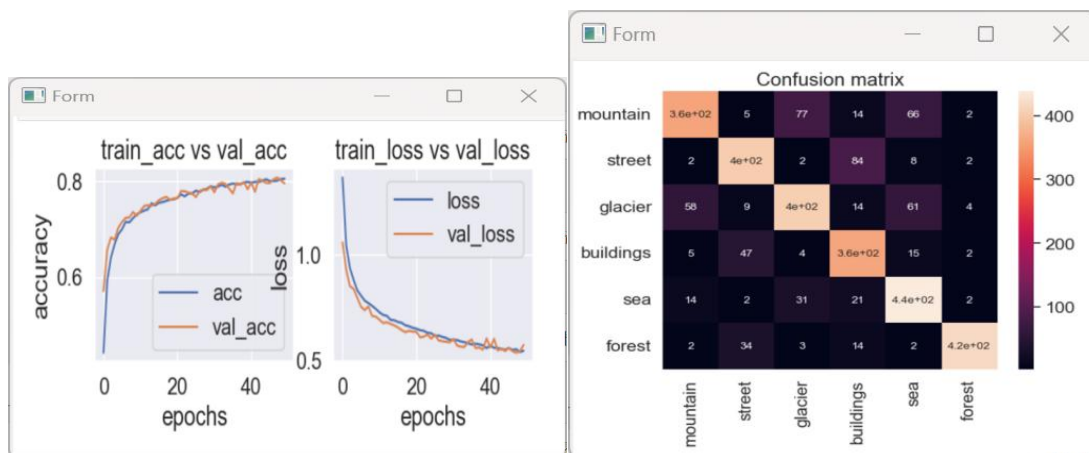 Form
train_acc vs val_acc
train_loss vs val_loss
accuracy
0.8
0.6
acc
val_acc
0 20 40
epochs
loss
1.0
0.5
loss
val_loss
0 20 40
epochs
Form
Confusion matrix
mountain 3.6e+02 5 77 14 66 2
street 2 4e+02 2 84 8 2
glacier 58 9 4e+02 14 61 4
buildings 5 47 4 3.6e+02 15 2
sea 14 2 31 21 4.4e+02 2
forest 2 34 3 14 2 4.2e+02
mountain
street
glacier
buildings
sea
forest
400
300
200
100